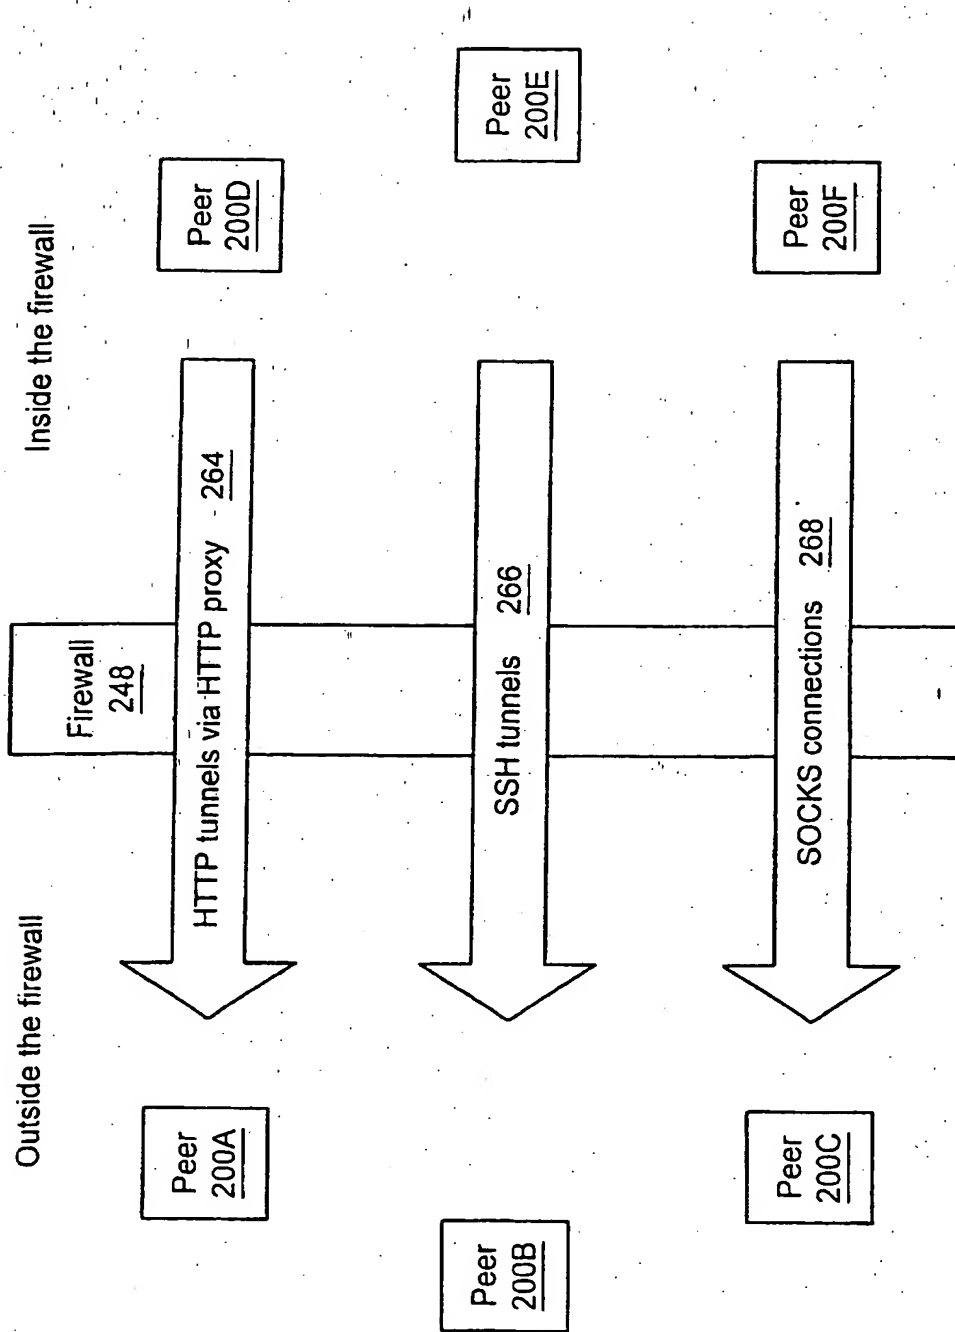 Outside the firewall
Inside the firewall
Firewall
248
Peer
200A
HTTP tunnels via HTTP proxy 264
Peer
200D
Peer
200B
SSH tunnels 266
Peer
200E
Peer
200C
SOCKS connections 268
Peer
200F